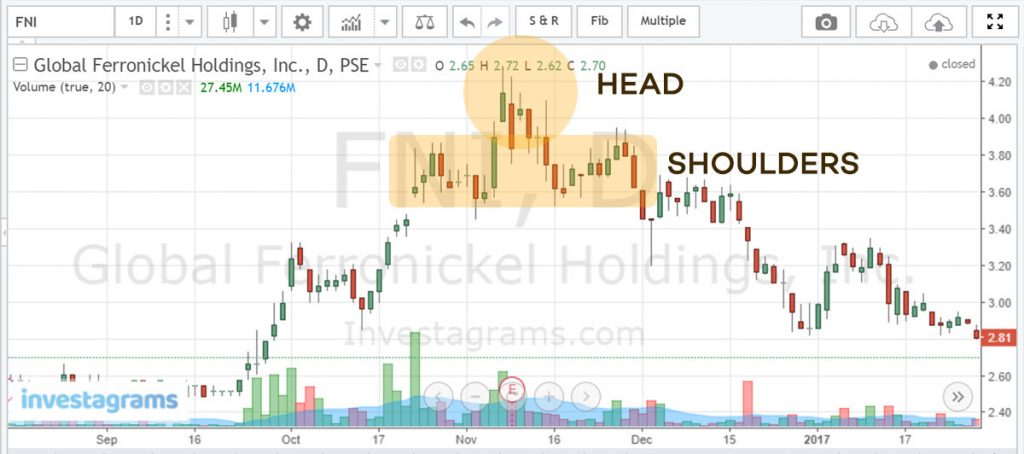 FNI 1D S & R Fib Multiple
Global Ferronickel Holdings, Inc., D, PSE O 2.65 H 2.72 L 2.62 C 2.70 closed
Volume (true, 20) 27.45M 11.676M
HEAD
SHOULDERS
FNI, D
Global Ferronickel Holdings, Inc.
Investagrams.com
4.20
4.00
3.80
3.60
3.40
3.20
3.00
2.81
2.60
2.40
investagrams
E
Sep 16 Oct 17 Nov 16 Dec 15 2017 17